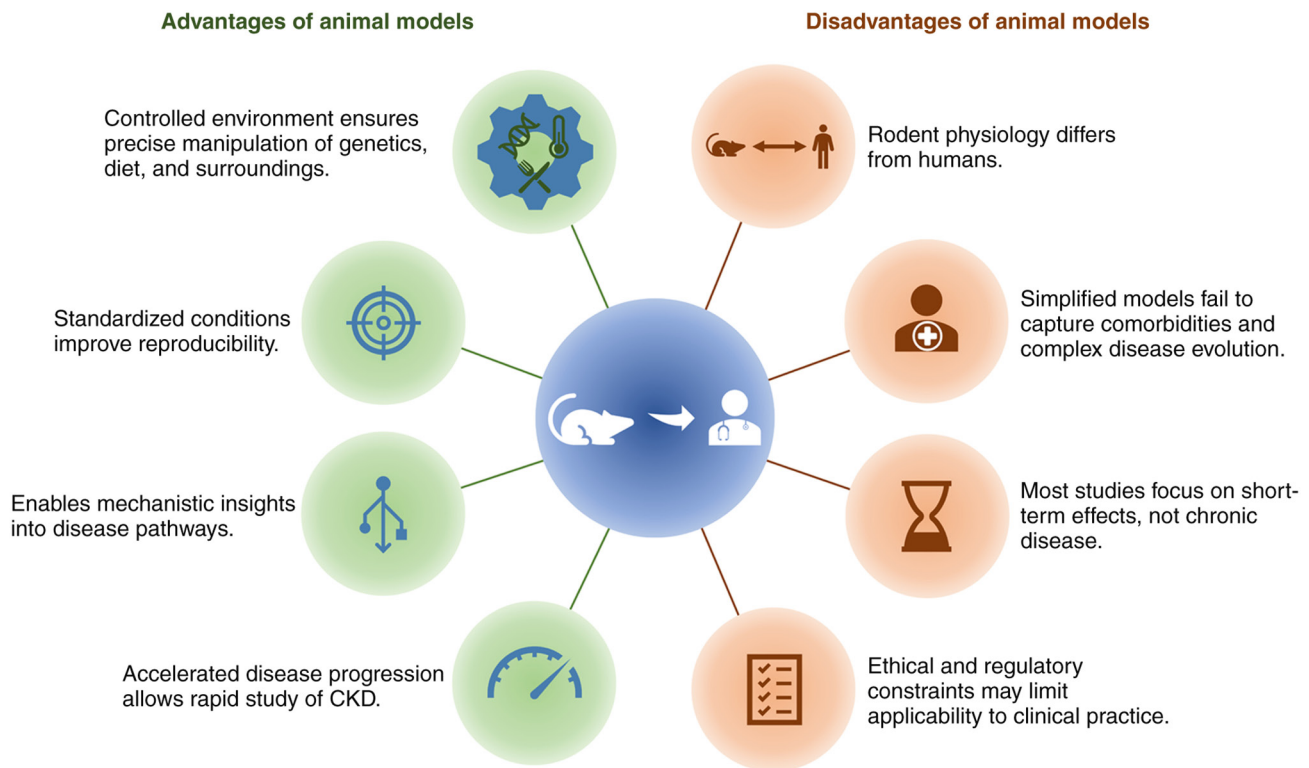 Advantages of animal models
Controlled environment ensures
precise manipulation of genetics,
diet, and surroundings.
Standardized conditions
improve reproducibility.
Enables mechanistic insights
into disease pathways.
Accelerated disease progression
allows rapid study of CKD.
Disadvantages of animal models
Rodent physiology differs
from humans.
Simplified models fail to
capture comorbidities and
complex disease evolution.
Most studies focus on short-
term effects, not chronic
disease.
Ethical and regulatory
constraints may limit
applicability to clinical practice.